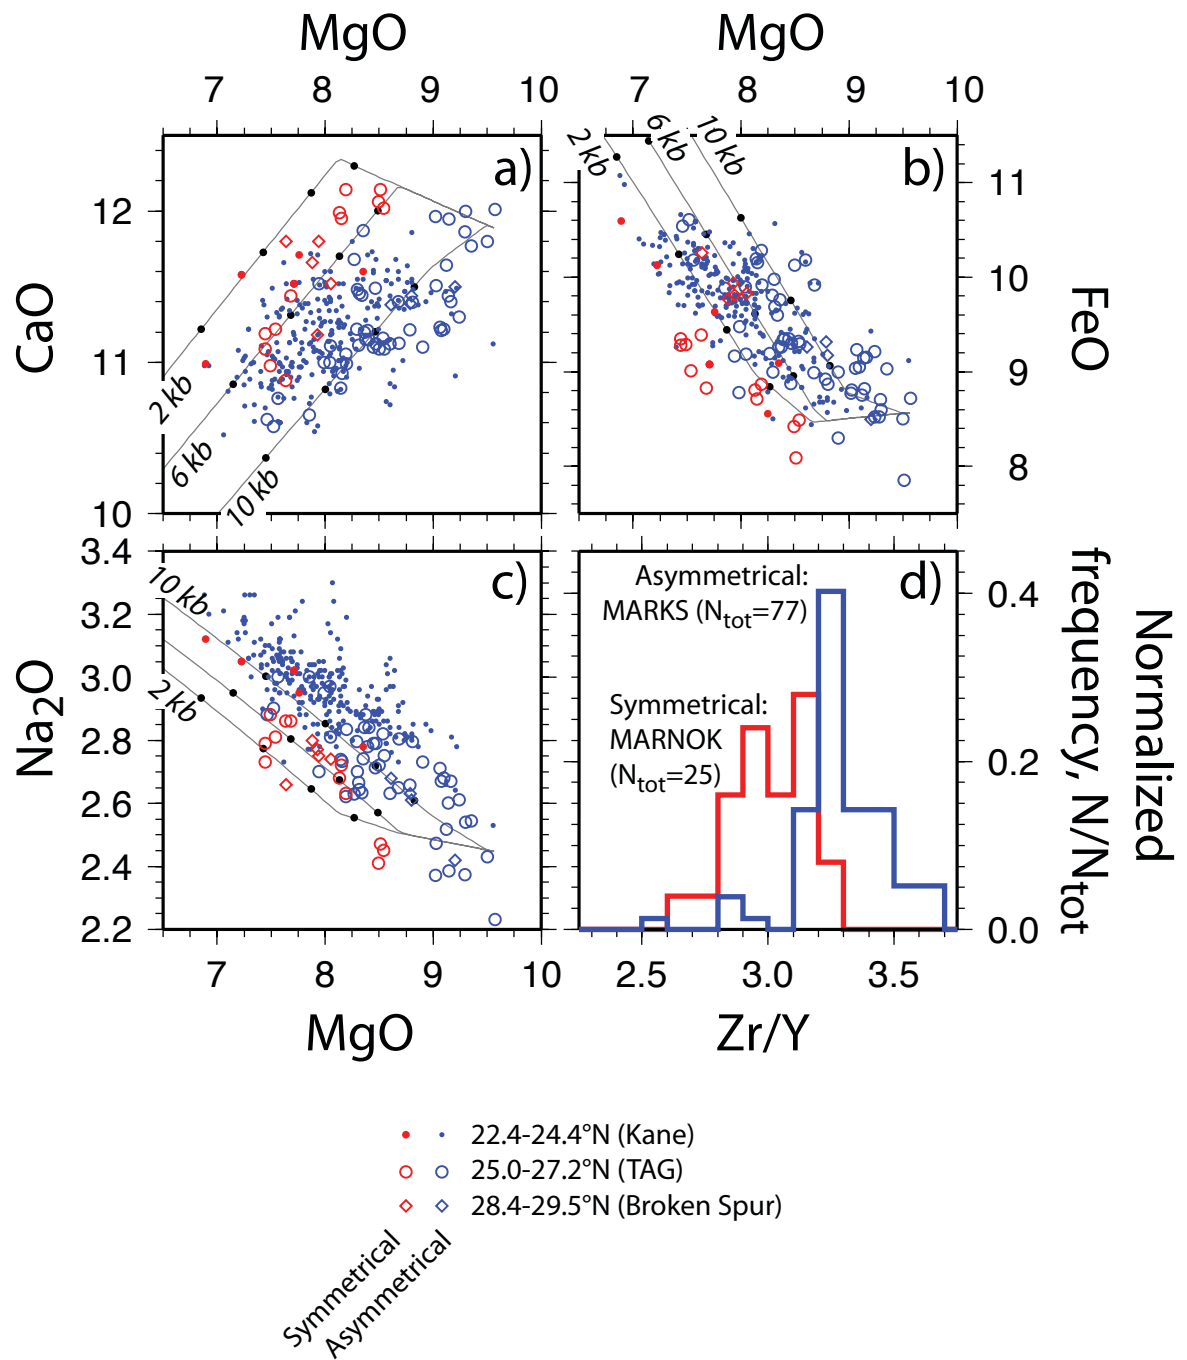 MgO
MgO
7 8 9 10
7 8 9 10
a)
b)
2 kb
6 kb
10 kb
12
11
10
CaO
2 kb
6 kb
10 kb
11
10
9
8
FeO
c)
d)
3.4
3.2
3.0
2.8
2.6
2.4
2.2
Na2O
10 kb
2 kb
Asymmetrical:
MARKS (Ntot=77)
Symmetrical:
MARNOK
(Ntot=25)
0.4
0.2
0.0
Normalized
frequency, N/Ntot
7 8 9 10
2.5 3.0 3.5
MgO
Zr/Y
22.4-24.4°N (Kane)
25.0-27.2°N (TAG)
28.4-29.5°N (Broken Spur)
Symmetrical
Asymmetrical